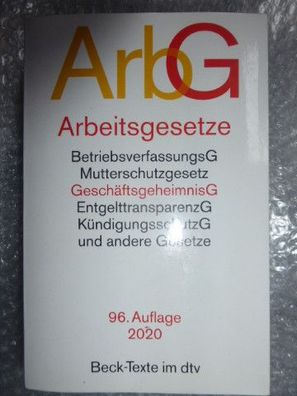 ArbG
Arbeitsgesetze
BetriebsverfassungsG
Mutterschutzgesetz
GeschäftsgeheimnisG
EntgelttransparenzG
KündigungsschutzG
und andere Gesetze
96. Auflage
2020
Beck-Texte im dtv